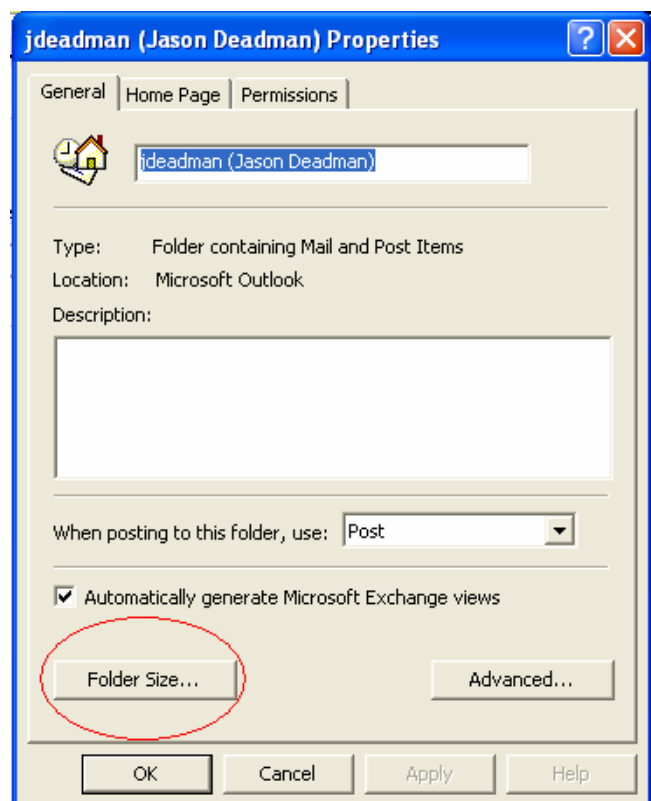 jdeadman (Jason Deadman) Properties
General Home Page Permissions
jdeadman (Jason Deadman)
Type: Folder containing Mail and Post Items
Location: Microsoft Outlook
Description:
When posting to this folder, use: Post
Automatically generate Microsoft Exchange views
Folder Size... Advanced...
OK Cancel Apply Help